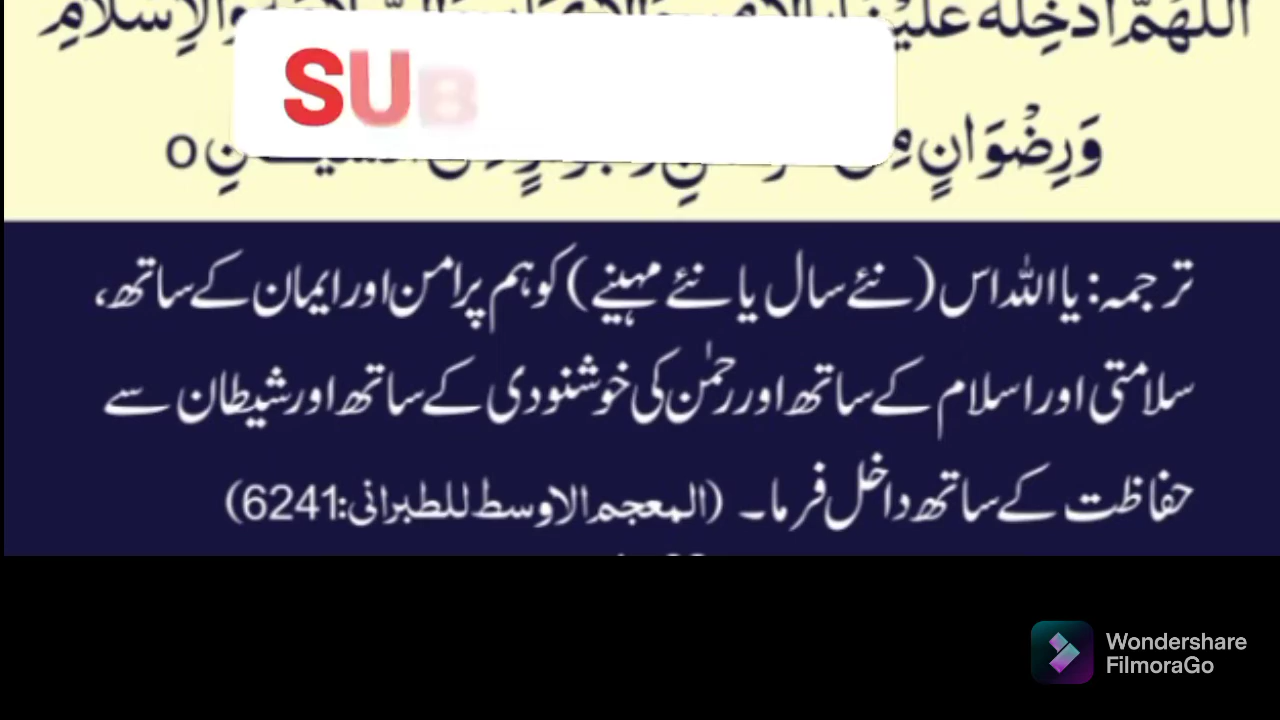 اَللّٰهُمَّ اَدْخِلْهُ عَلَيْنَا وَالْاِسْلَامِ
SUB
وَرِضْوَانٍ مِّنَ o
ترجمہ: یا اللہ اس (نئے سال یا نئے مہینے) کو ہم پر امن اور ایمان کے ساتھ،
سلامتی اور اسلام کے ساتھ اور رحمٰن کی خوشنودی کے ساتھ اور شیطان سے
حفاظت کے ساتھ داخل فرما۔ (المعجم الاوسط للطبرانی:6241)
Wondershare
FilmoraGo